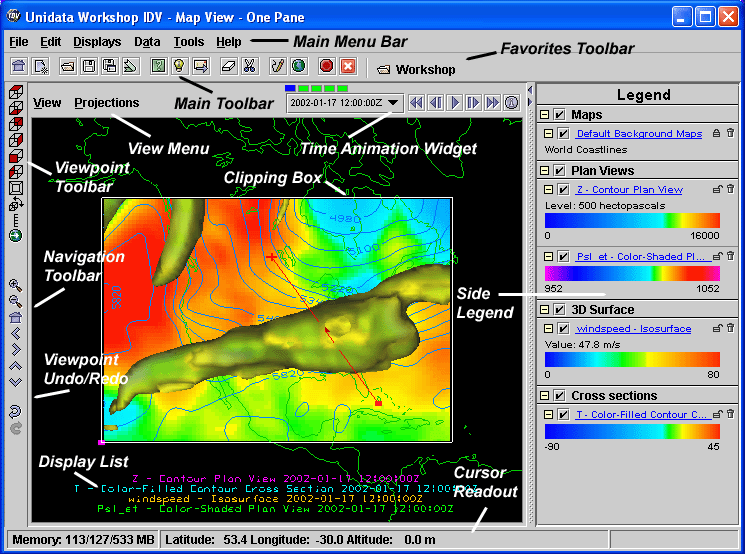 IDV Unidata Workshop IDV - Map View - One Pane
File Edit Displays Data Tools Help
Main Menu Bar
Favorites Toolbar
Workshop
Main Toolbar
View Projections
2002-01-17 12:00:00Z
View Menu
Time Animation Widget
Viewpoint
Toolbar
Clipping Box
4990
5100
5220
Navigation
Toolbar
Side
Legend
Viewpoint
Undo/Redo
Display List
Z - Contour Plan View 2002-01-17 12:00:00Z
T - Color-Filled Contour Cross Section 2002-01-17 12:00:00Z
windspeed - Isosurface 2002-01-17 12:00:00Z
Psl_et - Color-Shaded Plan View 2002-01-17 12:00:00Z
Cursor
Readout
Legend
Maps
Default Background Maps
World Coastlines
Plan Views
Z - Contour Plan View
Level: 500 hectopascals
0 16000
Psl_et - Color-Shaded Pl...
952 1052
3D Surface
windspeed - Isosurface
Value: 47.8 m/s
0 80
Cross sections
T - Color-Filled Contour C...
-90 45
Memory: 113/127/533 MB Latitude: 53.4 Longitude: -30.0 Altitude: 0.0 m